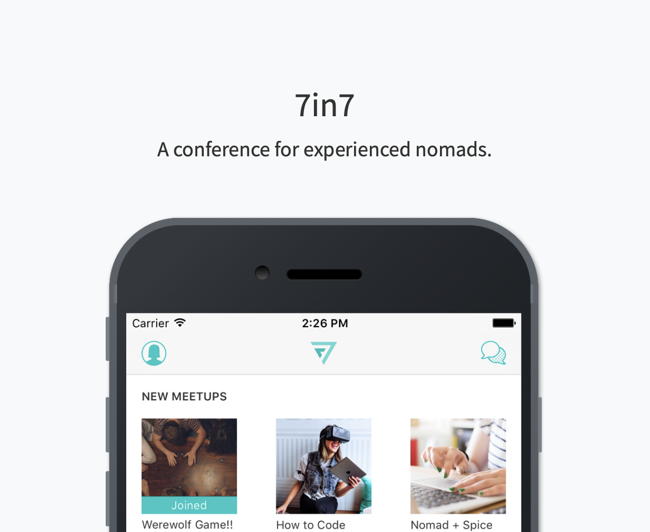 7in7
A conference for experienced nomads.
Carrier 2:26 PM
NEW MEETUPS
Joined
Werewolf Game!! How to Code Nomad + Spice